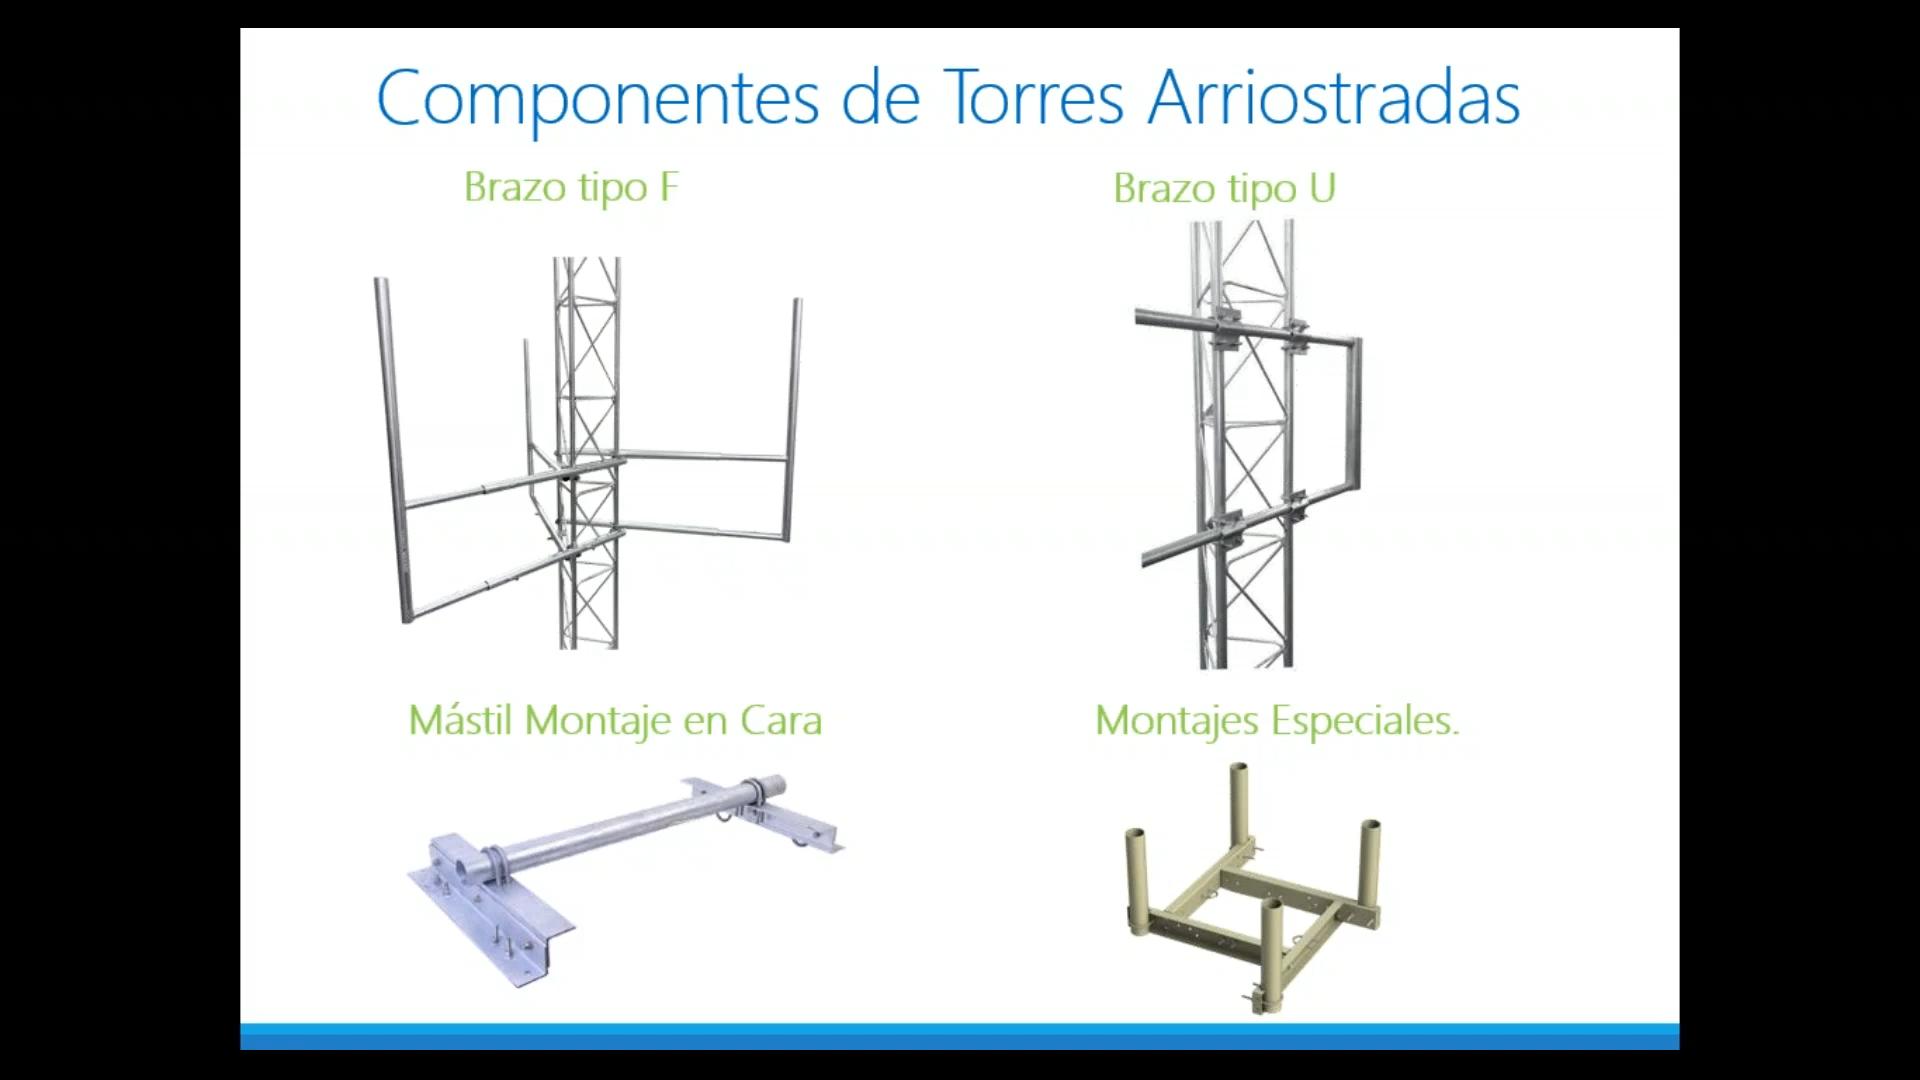 Componentes de Torres Arriostradas
Brazo tipo F
Brazo tipo U
Mástil Montaje en Cara
Montajes Especiales.